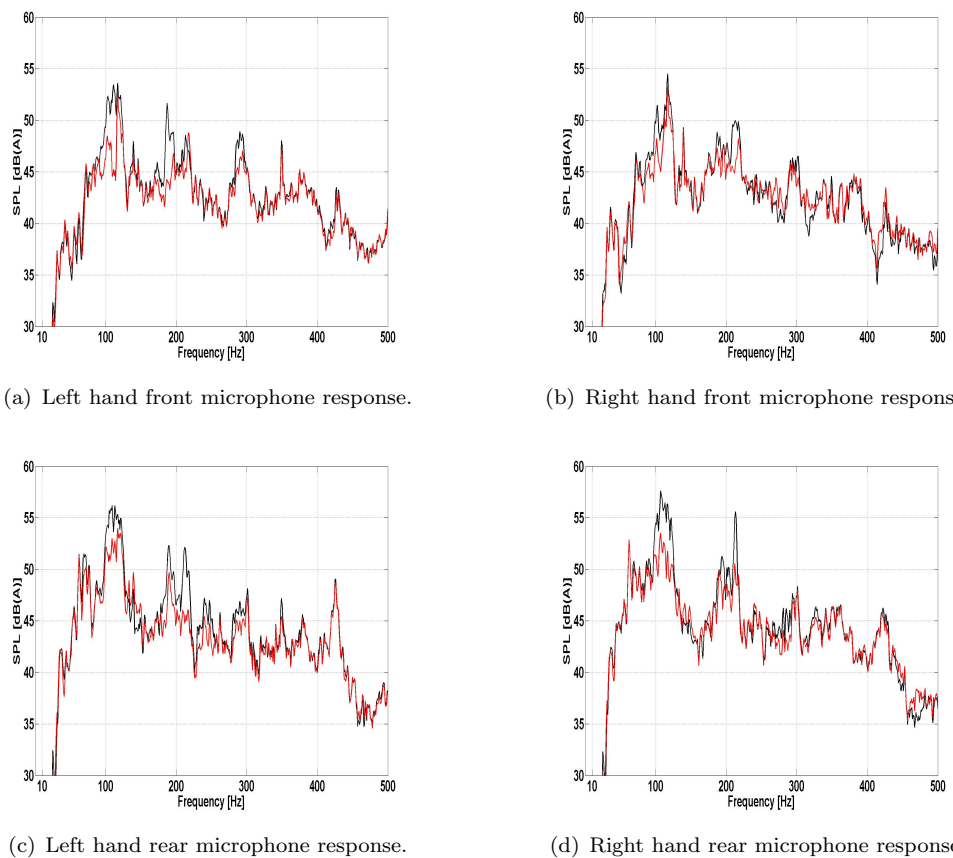 60
55
50
45
40
35
30
SPL [dB(A)]
10 100 200 300 400 500
Frequency [Hz]
(a) Left hand front microphone response.
60
55
50
45
40
35
30
SPL [dB(A)]
10 100 200 300 400 500
Frequency [Hz]
(b) Right hand front microphone respons
60
55
50
45
40
35
30
SPL [dB(A)]
10 100 200 300 400 500
Frequency [Hz]
(c) Left hand rear microphone response.
60
55
50
45
40
35
30
SPL [dB(A)]
10 100 200 300 400 500
Frequency [Hz]
(d) Right hand rear microphone response